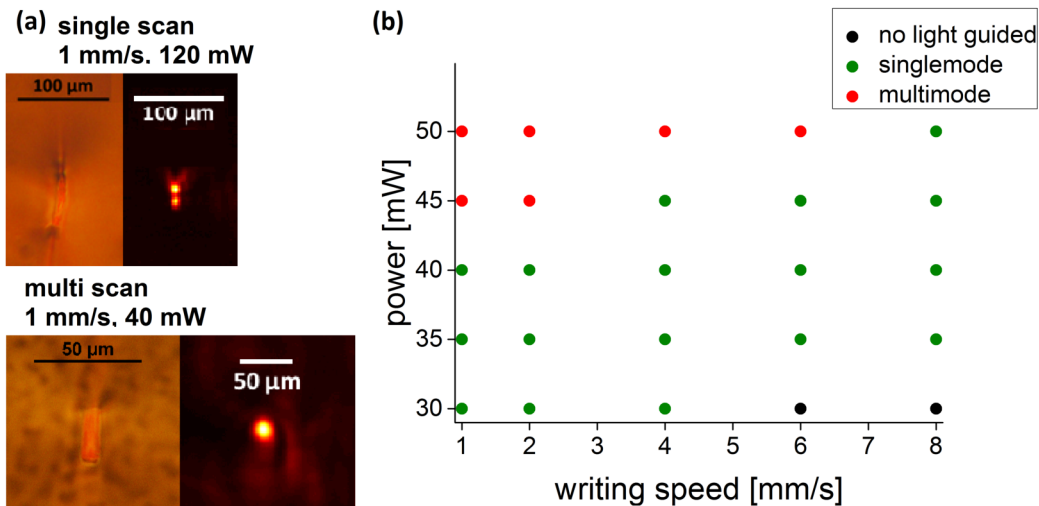 (a)
single scan
1 mm/s. 120 mW
100 µm
100 µm
multi scan
1 mm/s, 40 mW
50 µm
50 µm
(b)
no light guided
singlemode
multimode
power [mW]
50
45
40
35
30
1 2 3 4 5 6 7 8
writing speed [mm/s]